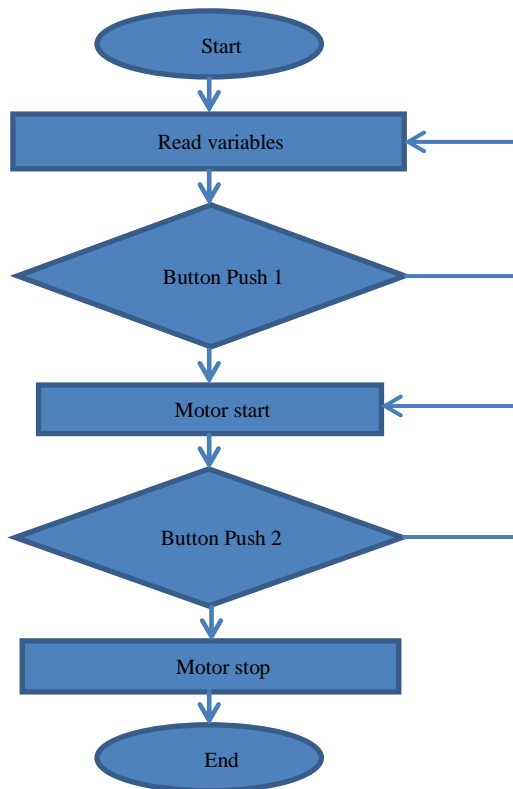 Start
Read variables
Button Push 1
Motor start
Button Push 2
Motor stop
End